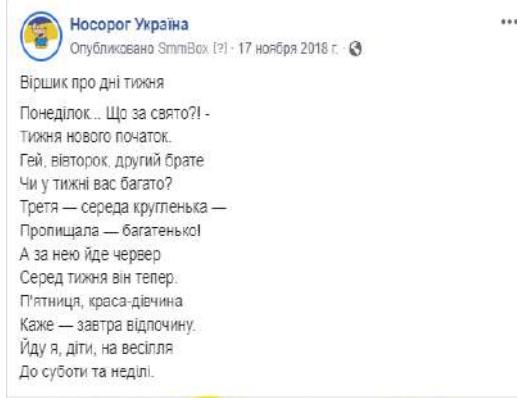 Носорог Україна
Опубликовано SmmBox [?] · 17 ноября 2018 г. ·
Віршик про дні тижня
Понеділок... Що за свято?! -
Тижня нового початок.
Гей, вівторок, другий брате
Чи у тижні вас багато?
Третя — середа кругленька —
Пропищала — багатенько!
А за нею йде червер
Серед тижня він тепер.
П'ятниця, краса-дівчина
Каже — завтра відпочину.
Йду я, діти, на весілля
До суботи та неділі.